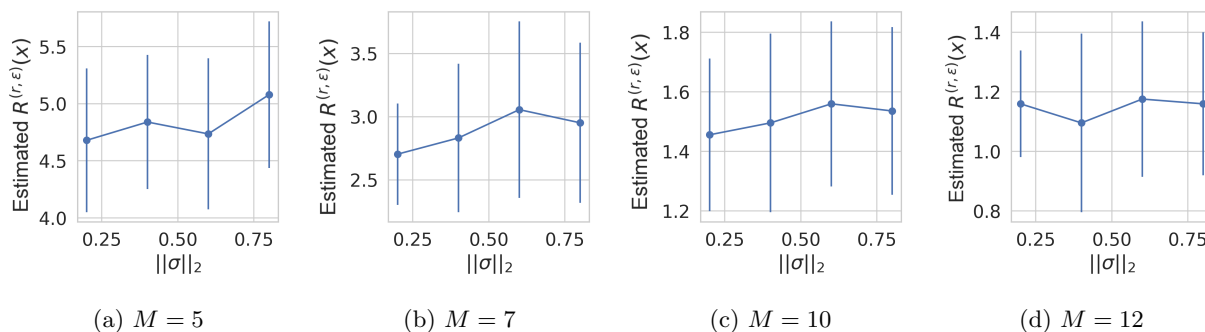 Estimated R^(r, ε)(x)
5.5
5.0
4.5
4.0
0.25 0.50 0.75
||σ||₂
(a) M = 5
Estimated R^(r, ε)(x)
3.5
3.0
2.5
0.25 0.50 0.75
||σ||₂
(b) M = 7
Estimated R^(r, ε)(x)
1.8
1.6
1.4
1.2
0.25 0.50 0.75
||σ||₂
(c) M = 10
Estimated R^(r, ε)(x)
1.4
1.2
1.0
0.8
0.25 0.50 0.75
||σ||₂
(d) M = 12